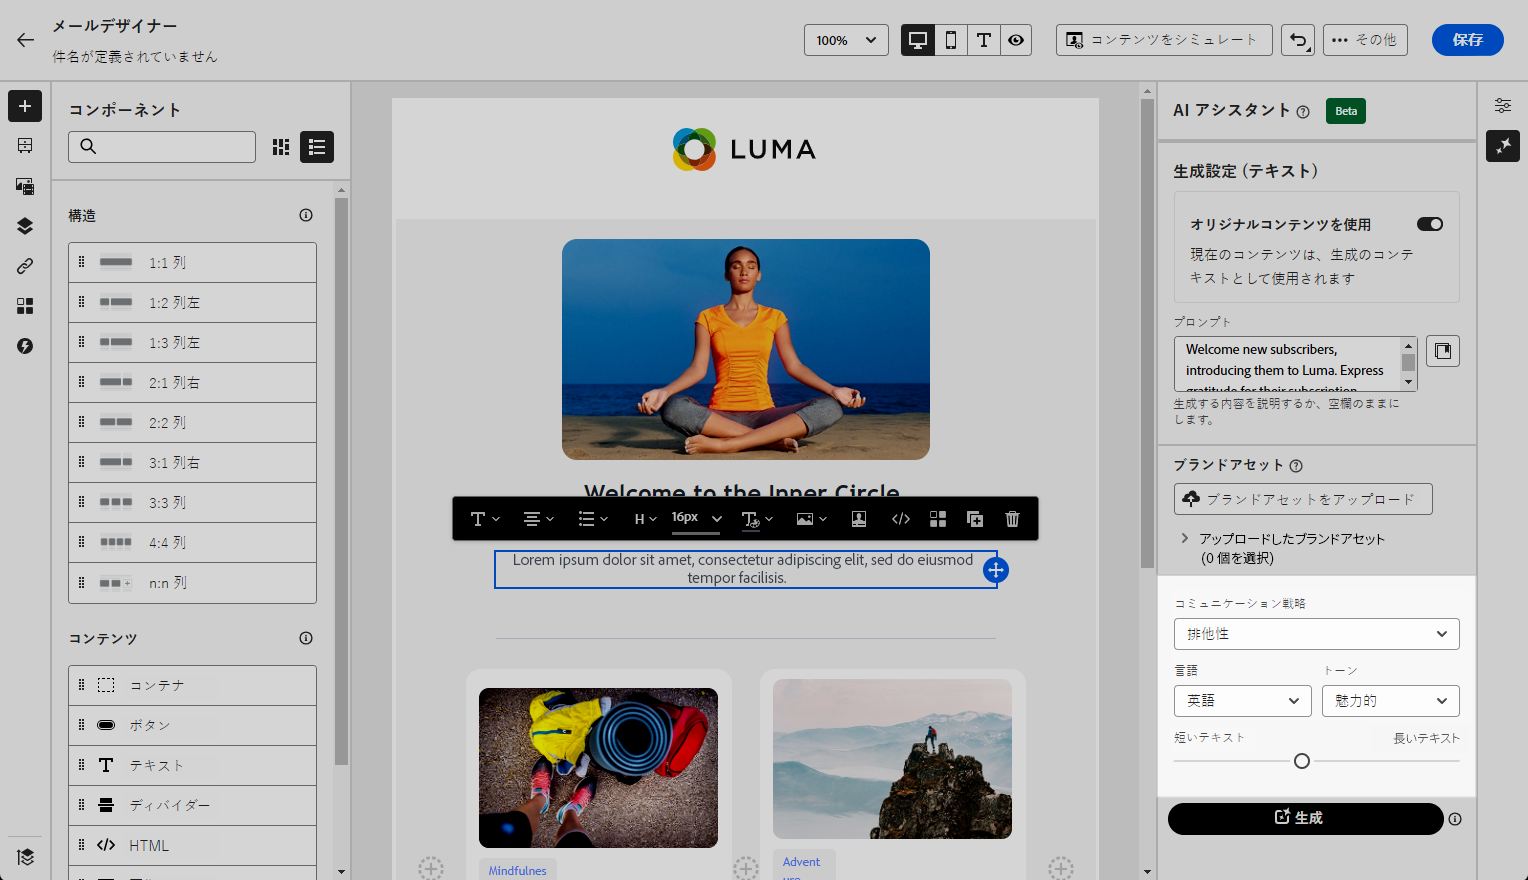 メールデザイナー
件名が定義されていません
100%
コンテンツをシミュレート
その他
保存
コンポーネント
構造
1:1 列
1:2 列左
1:3 列左
2:1 列右
2:2 列
3:1 列右
3:3 列
4:4 列
n:n 列
コンテンツ
コンテナ
ボタン
テキスト
ディバイダー
HTML
LUMA
Welcome to the Inner Circle
H
16px
Lorem ipsum dolor sit amet, consectetur adipiscing elit, sed do eiusmod
tempor facilisis.
Mindfulnes
Advent
ure
AI アシスタント
Beta
生成設定 (テキスト)
オリジナルコンテンツを使用
現在のコンテンツは、生成のコンテ
キストとして使用されます
プロンプト
Welcome new subscribers,
introducing them to Luma. Express
gratitude for their subscription
生成する内容を説明するか、空欄のままに
します。
ブランドアセット
ブランドアセットをアップロード
アップロードしたブランドアセット
(0 個を選択)
コミュニケーション戦略
排他性
言語
トーン
英語
魅力的
短いテキスト
長いテキスト
生成